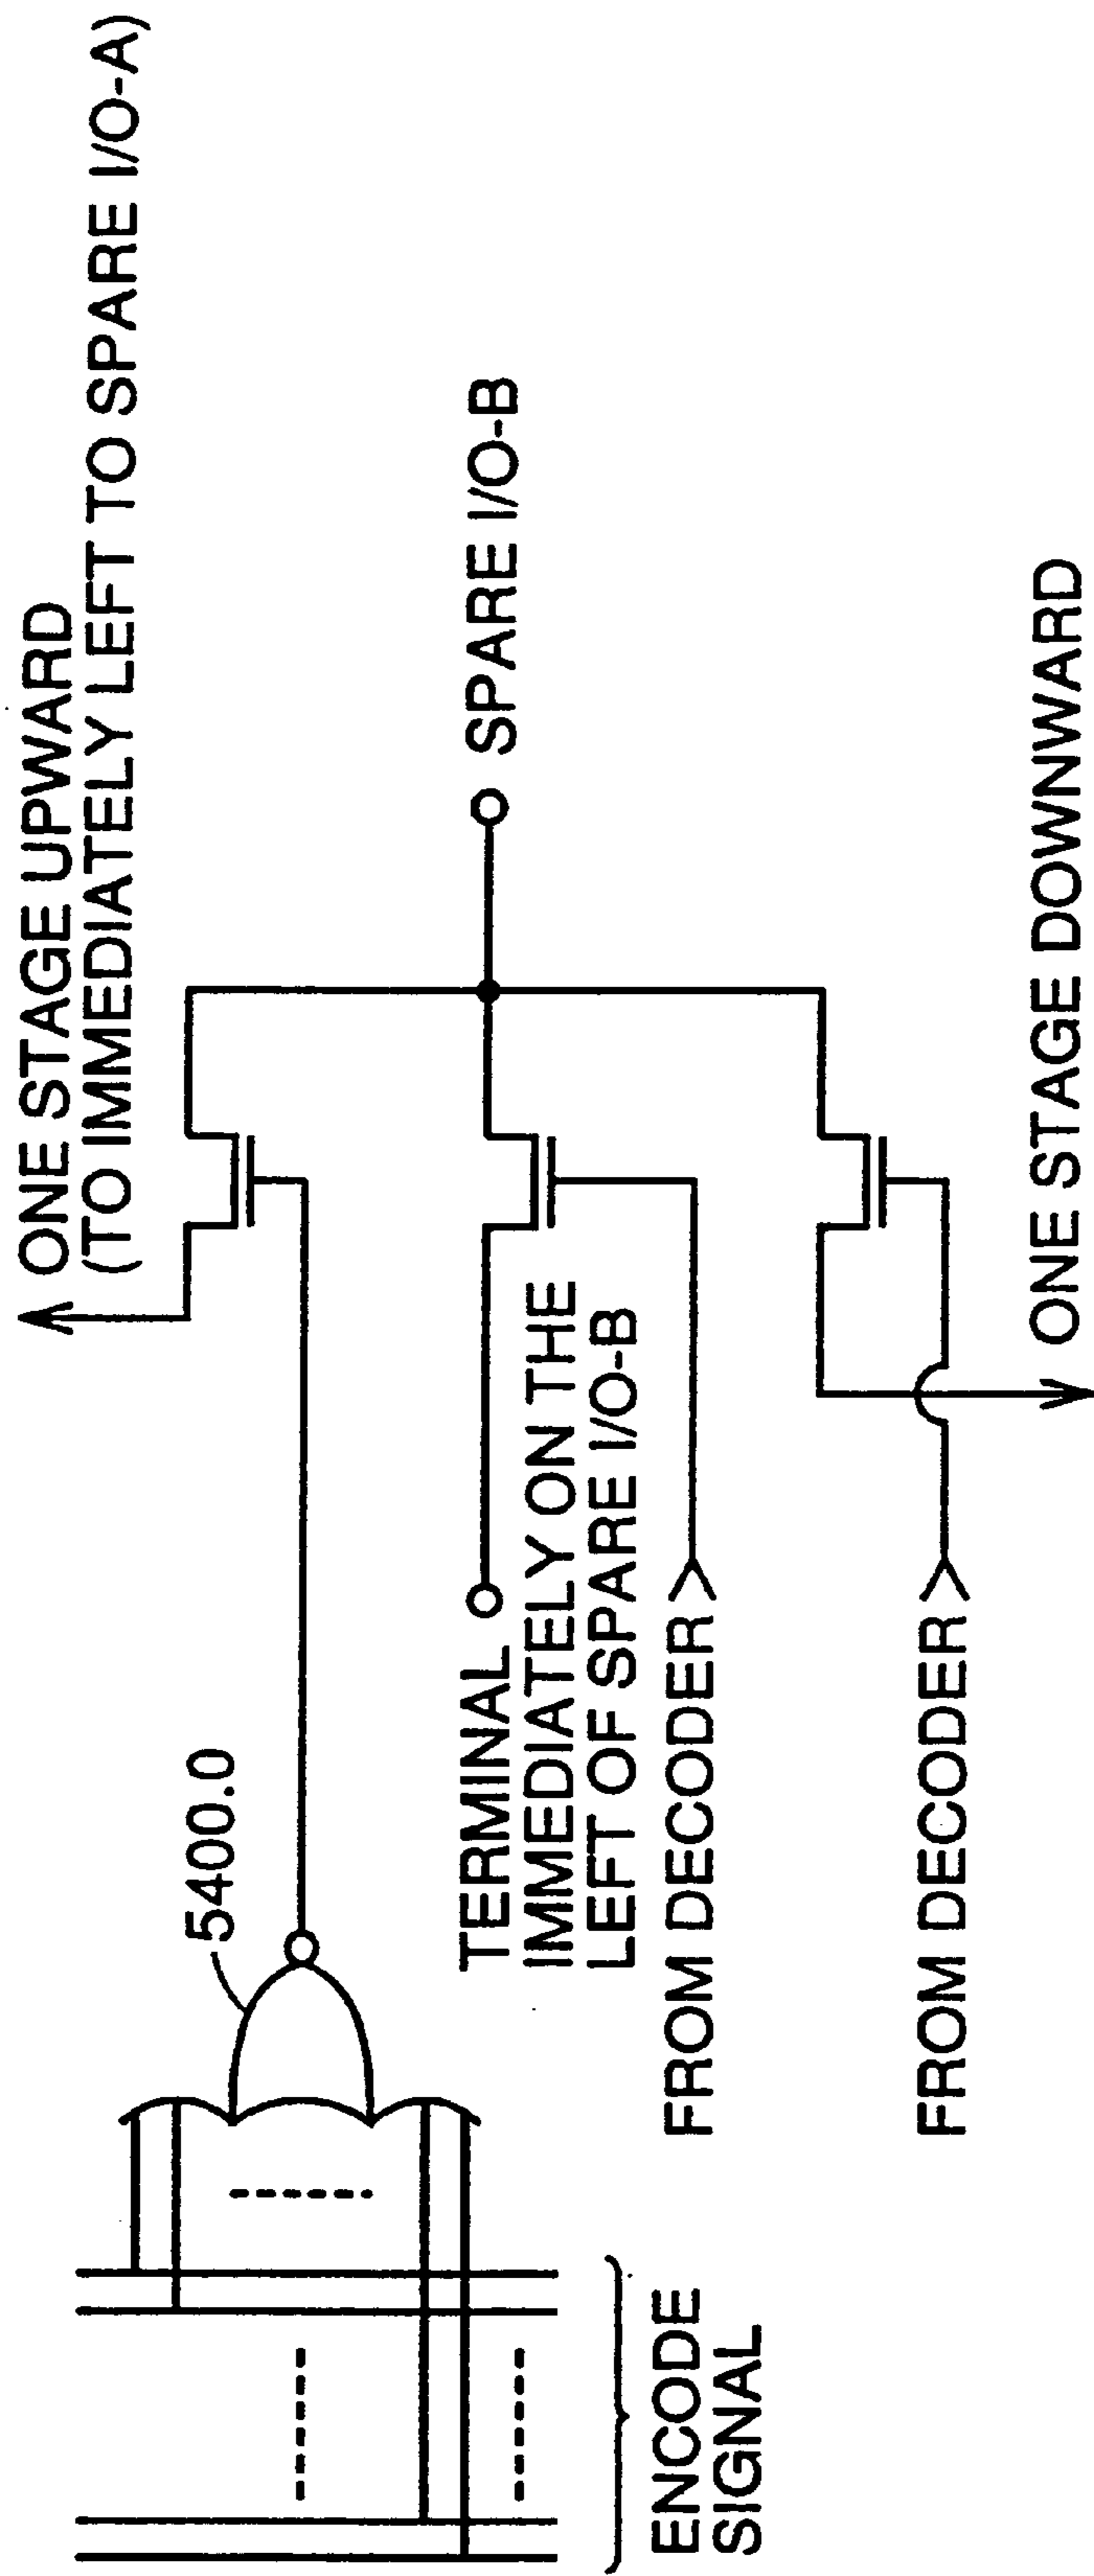 ONE STAGE UPWARD
(TO IMMEDIATELY LEFT TO SPARE I/O-A)
5400.0
SPARE I/O-B
TERMINAL
IMMEDIATELY ON THE
LEFT OF SPARE I/O-B
FROM DECODER
FROM DECODER
ONE STAGE DOWNWARD
ENCODE
SIGNAL